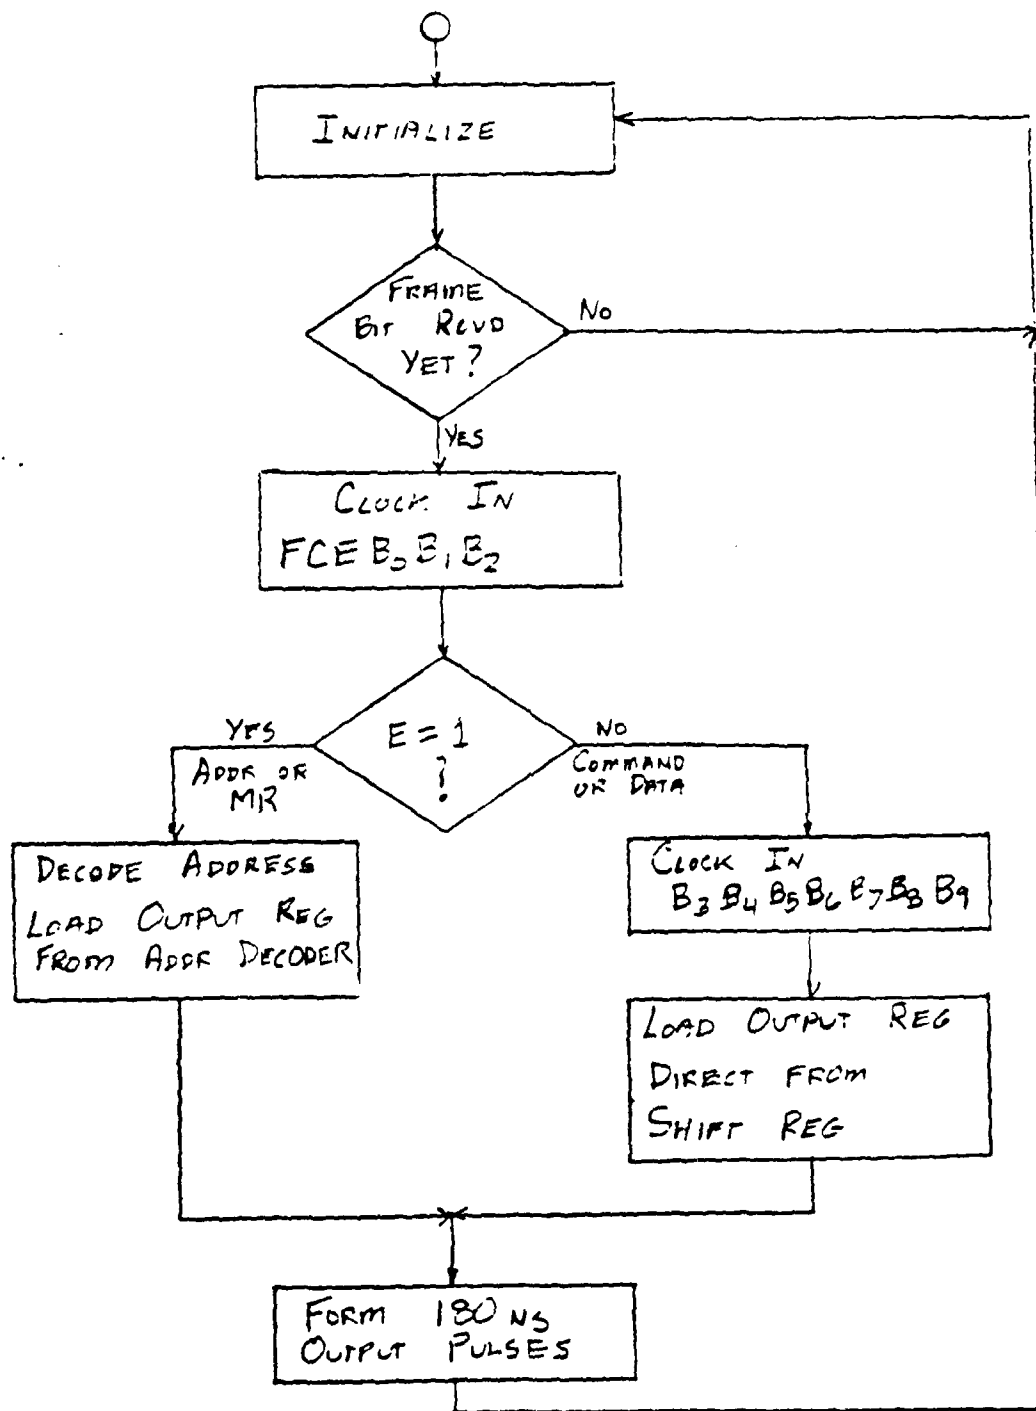 INITIALIZE
FRAME
BIT RCVD
YET?
NO
YES
CLOCK IN
FCE B₀ B₁ B₂
E = 1
?
YES
ADDR OR
MR
NO
COMMAND
OR DATA
DECODE ADDRESS
LOAD OUTPUT REG
FROM ADDR DECODER
CLOCK IN
B₃ B₄ B₅ B₆ B₇ B₈ B₉
LOAD OUTPUT REG
DIRECT FROM
SHIFT REG
FORM 180 NS
OUTPUT PULSES